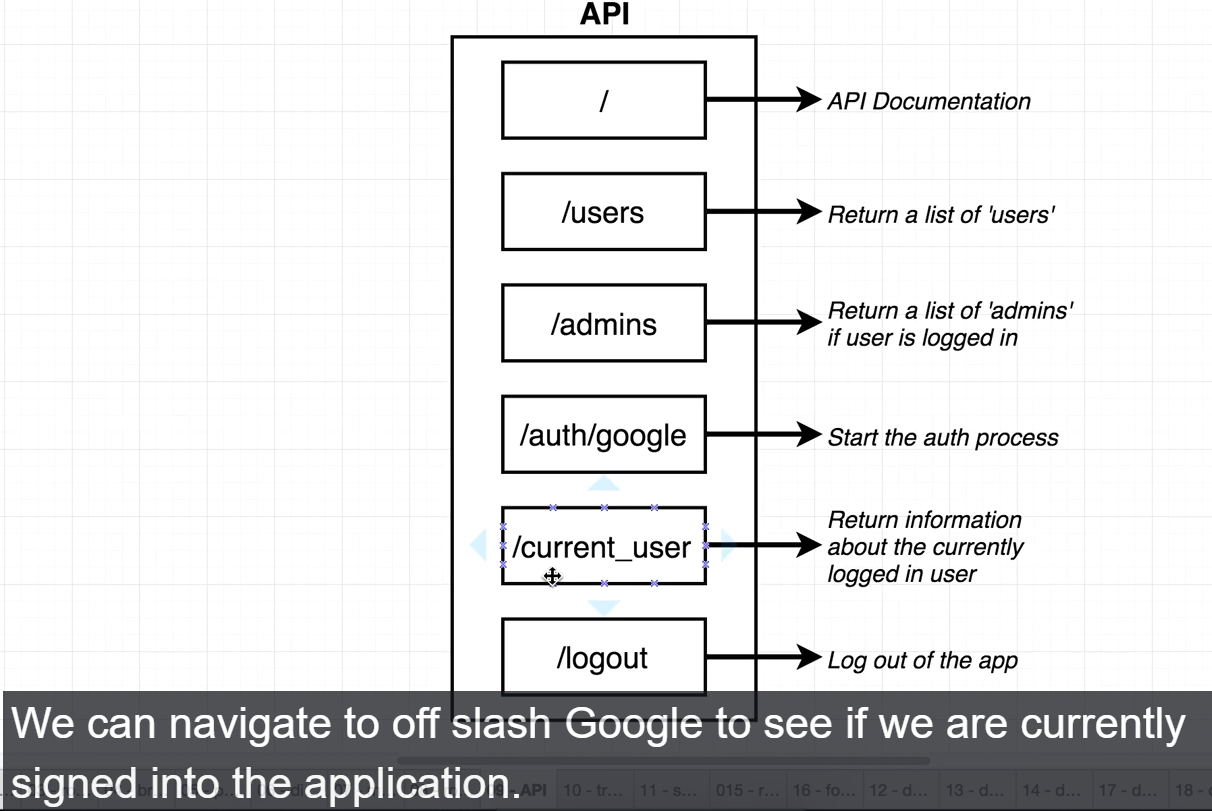 API
/
API Documentation
/users
Return a list of 'users'
/admins
Return a list of 'admins'
if user is logged in
/auth/google
Start the auth process
/current_user
Return information
about the currently
logged in user
/logout
Log out of the app
We can navigate to off slash Google to see if we are currently
signed into the application.
API 10 - tr... 11 - s... 015 - r... 16 - fo... 12 - d... 13 - d... 14 - d... 17 - d... 18 -